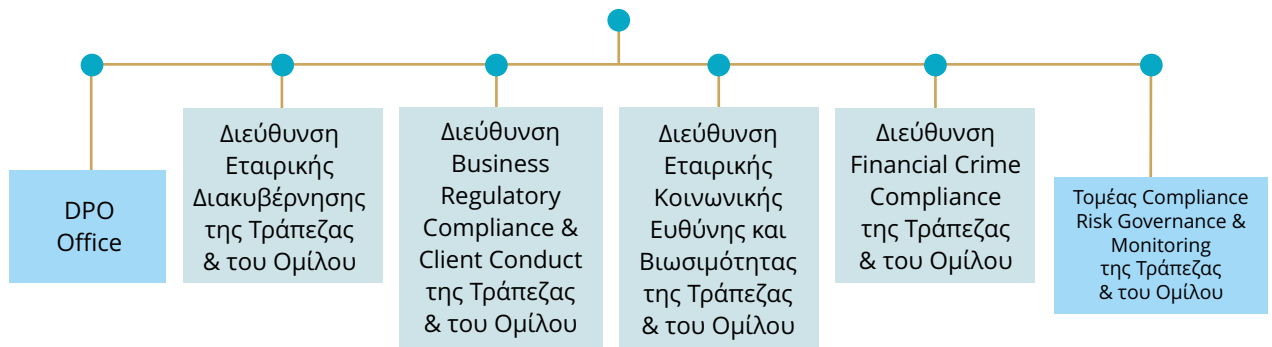 DPO
Office
Διεύθυνση
Εταιρικής
Διακυβέρνησης
της Τράπεζας
& του Ομίλου
Διεύθυνση
Business
Regulatory
Compliance &
Client Conduct
της Τράπεζας
& του Ομίλου
Διεύθυνση
Εταιρικής
Κοινωνικής
Ευθύνης και
Βιωσιμότητας
της Τράπεζας
& του Ομίλου
Διεύθυνση
Financial Crime
Compliance
της Τράπεζας
& του Ομίλου
Τομέας Compliance
Risk Governance &
Monitoring
της Τράπεζας
& του Ομίλου